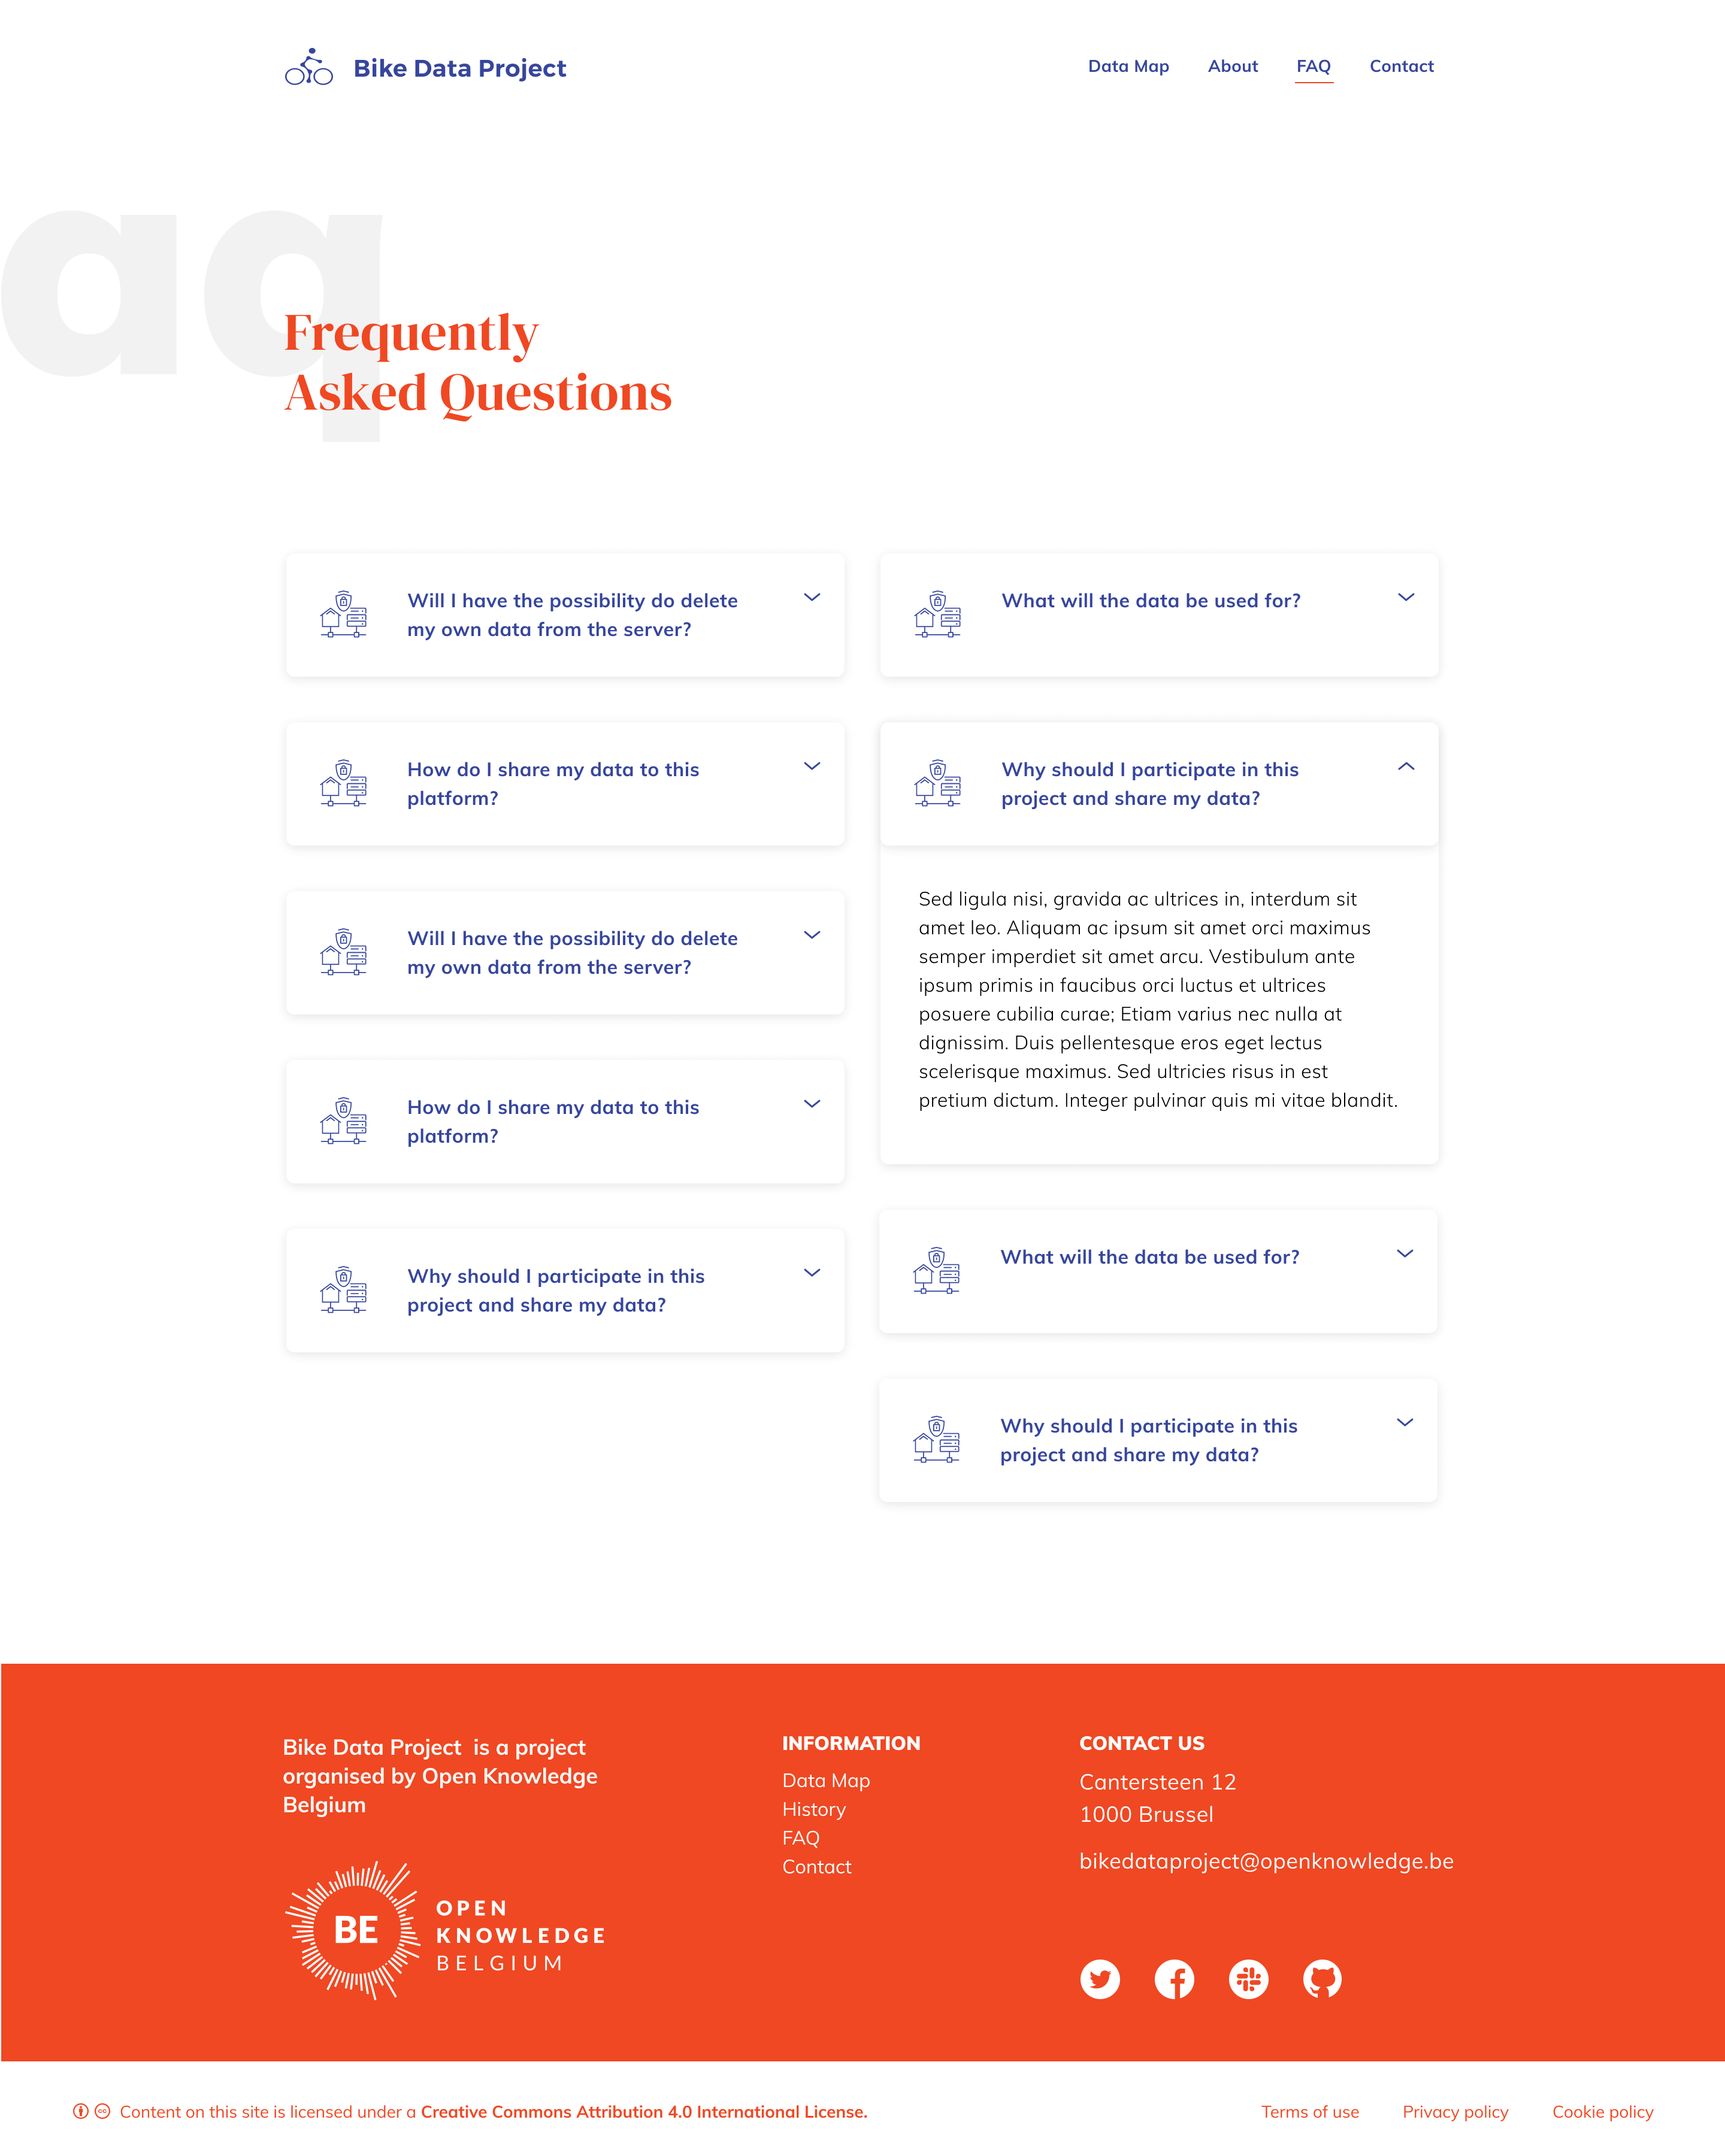 Bike Data Project
Data Map
About
FAQ
Contact
aq
Frequently
Asked Questions
Will I have the possibility do delete
my own data from the server?
How do I share my data to this
platform?
Will I have the possibility do delete
my own data from the server?
How do I share my data to this
platform?
Why should I participate in this
project and share my data?
What will the data be used for?
Why should I participate in this
project and share my data?
Sed ligula nisi, gravida ac ultrices in, interdum sit
amet leo. Aliquam ac ipsum sit amet orci maximus
semper imperdiet sit amet arcu. Vestibulum ante
ipsum primis in faucibus orci luctus et ultrices
posuere cubilia curae; Etiam varius nec nulla at
dignissim. Duis pellentesque eros eget lectus
scelerisque maximus. Sed ultricies risus in est
pretium dictum. Integer pulvinar quis mi vitae blandit.
What will the data be used for?
Why should I participate in this
project and share my data?
Bike Data Project is a project
organised by Open Knowledge
Belgium
BE
OPEN
KNOWLEDGE
BELGIUM
INFORMATION
Data Map
History
FAQ
Contact
CONTACT US
Cantersteen 12
1000 Brussel
bikedataproject@openknowledge.be
cc Content on this site is licensed under a Creative Commons Attribution 4.0 International License.
Terms of use
Privacy policy
Cookie policy